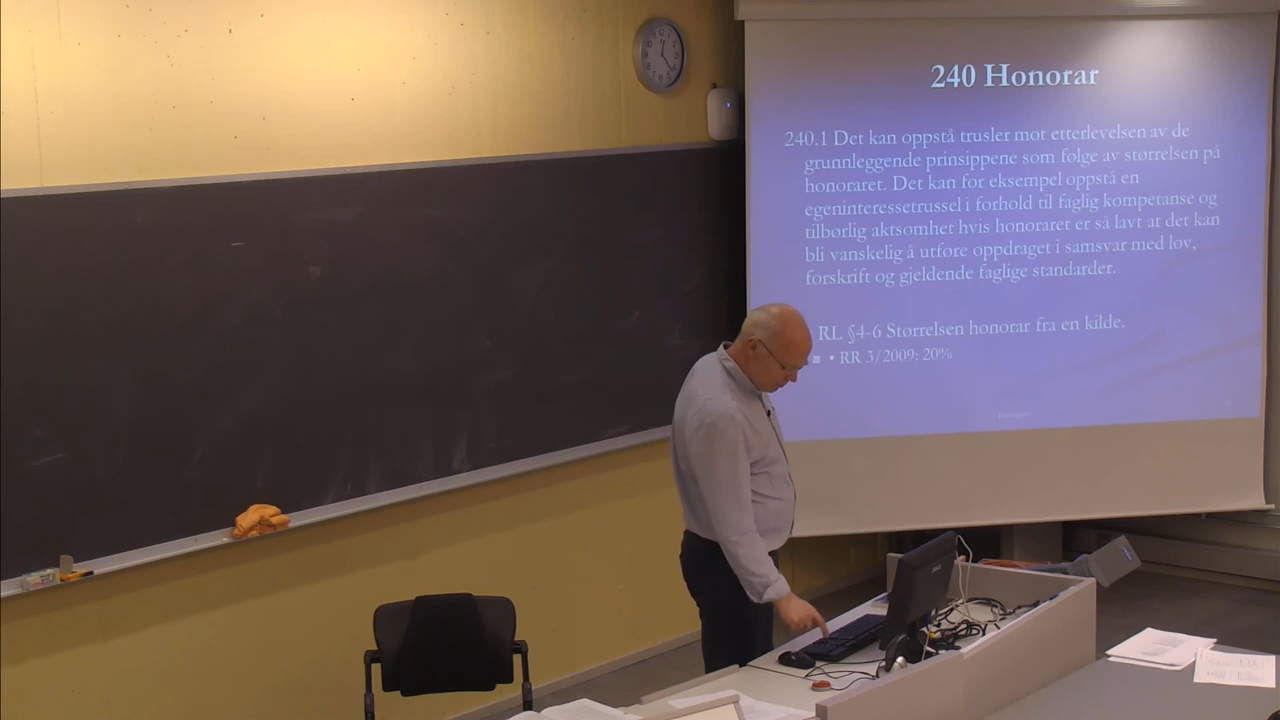 240 Honorar
240.1 Det kan oppstå trusler mot etterlevelsen av de
grunnleggende prinsippene som følge av størrelsen på
honoraret. Det kan for eksempel oppstå en
egeninteressetrussel i forhold til faglig kompetanse og
tilbørlig aktsomhet hvis honoraret er så lavt at det kan
bli vanskelig å utføre oppdraget i samsvar med lov,
forskrift og gjeldende faglige standarder.
RL §4-6 Størrelsen honorar fra en kilde.
• RR 3/2009: 20%